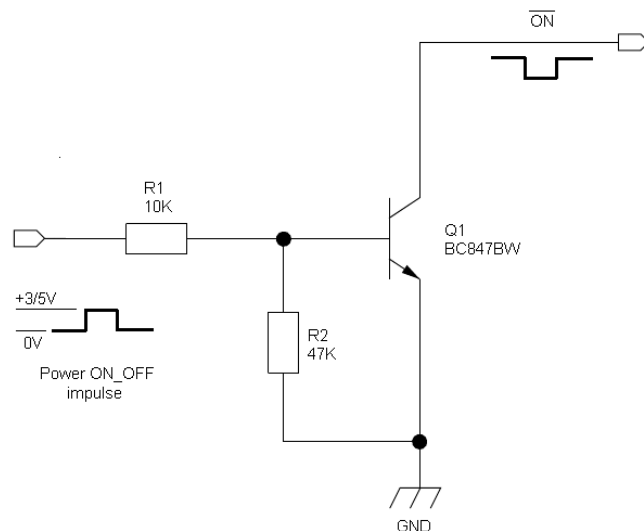 ON
R1
10K
Q1
BC847BW
+3/5V
0V
R2
47K
Power ON_OFF
impulse
GND